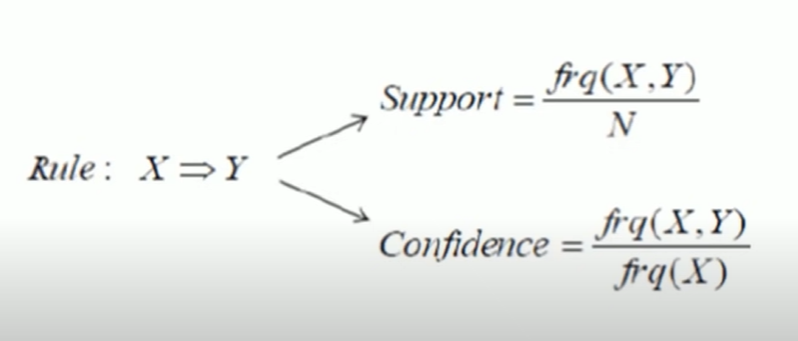 Support = frq(X,Y) / N
Rule: X ⇒ Y
Confidence = frq(X,Y) / frq(X)